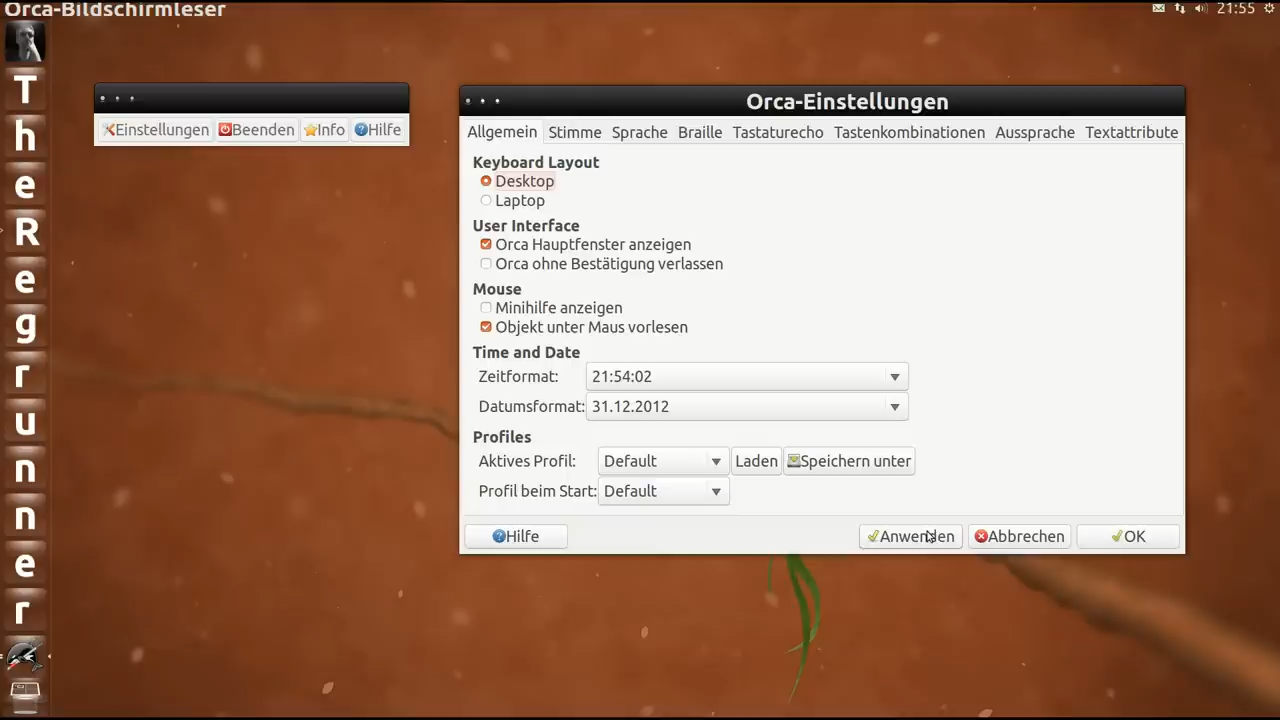 Orca-Bildschirmleser
21:55
T
h
e
R
e
g
r
u
n
n
e
r
Einstellungen Beenden Info Hilfe
Orca-Einstellungen
Allgemein Stimme Sprache Braille Tastaturecho Tastenkombinationen Aussprache Textattribute
Keyboard Layout
Desktop
Laptop
User Interface
Orca Hauptfenster anzeigen
Orca ohne Bestätigung verlassen
Mouse
Minihilfe anzeigen
Objekt unter Maus vorlesen
Time and Date
Zeitformat: 21:54:02
Datumsformat: 31.12.2012
Profiles
Aktives Profil: Default Laden Speichern unter
Profil beim Start: Default
Hilfe Anwenden Abbrechen OK